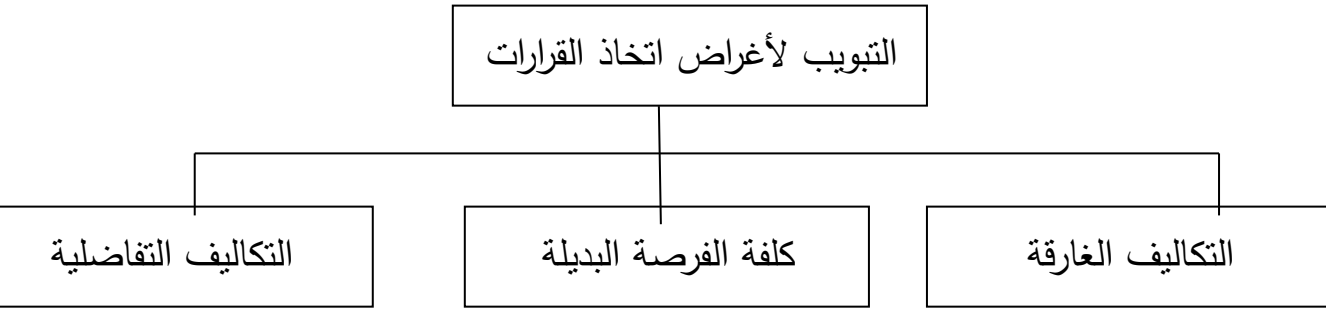 التبويب لأغراض اتخاذ القرارات
التكاليف الغارقة
كلفة الفرصة البديلة
التكاليف التفاضلية